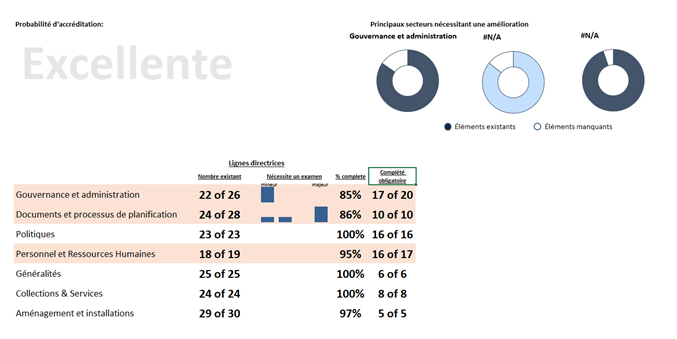 Probabilité d'accréditation:
Excellente
Principaux secteurs nécessitant une amélioration
Gouvernance et administration
#N/A
#N/A
Éléments existants
Éléments manquants
Lignes directrices
Nombre existant Nécessite un examen % complete Complété obligatoire
mineur majeur
Gouvernance et administration 22 of 26 85% 17 of 20
Documents et processus de planification 24 of 28 86% 10 of 10
Politiques 23 of 23 100% 16 of 16
Personnel et Ressources Humaines 18 of 19 95% 16 of 17
Généralités 25 of 25 100% 6 of 6
Collections & Services 24 of 24 100% 8 of 8
Aménagement et installations 29 of 30 97% 5 of 5